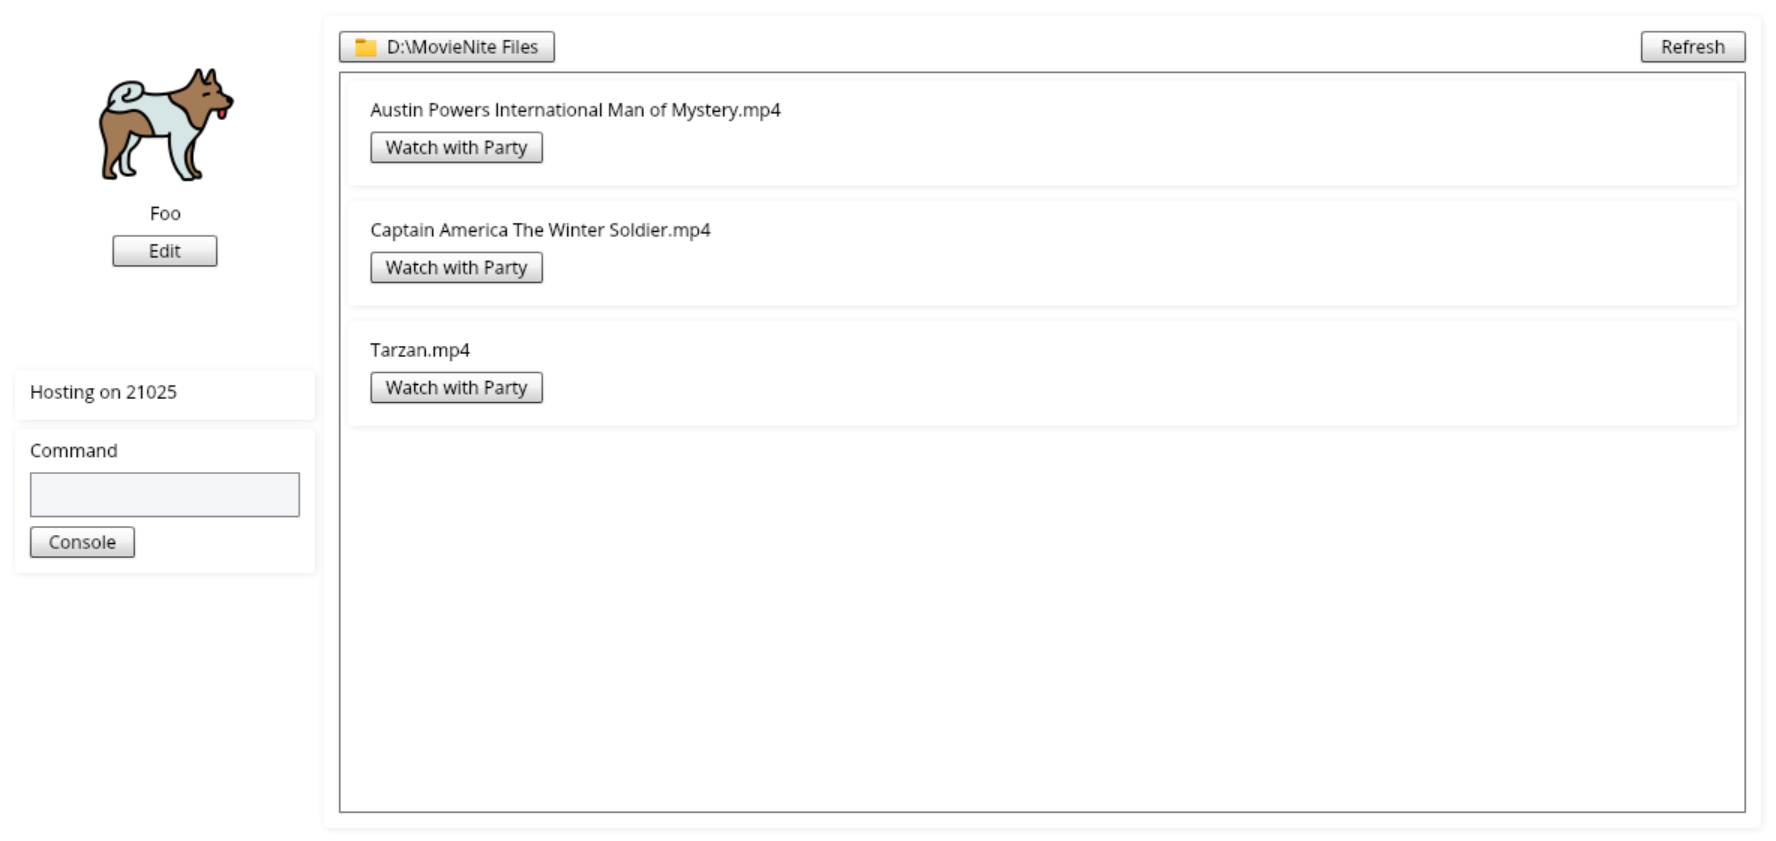 Foo
Edit
Hosting on 21025
Command
Console
D:\MovieNite Files
Refresh
Austin Powers International Man of Mystery.mp4
Watch with Party
Captain America The Winter Soldier.mp4
Watch with Party
Tarzan.mp4
Watch with Party